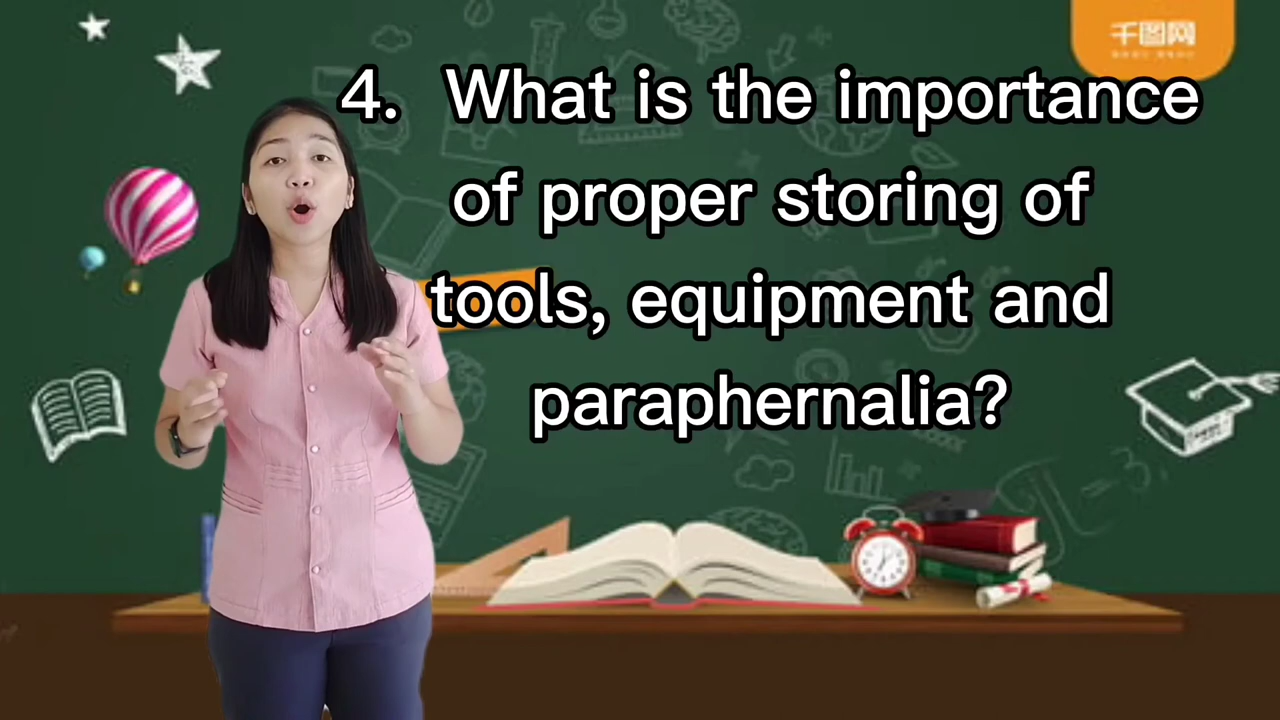 千图网
4. What is the importance
of proper storing of
tools, equipment and
paraphernalia?